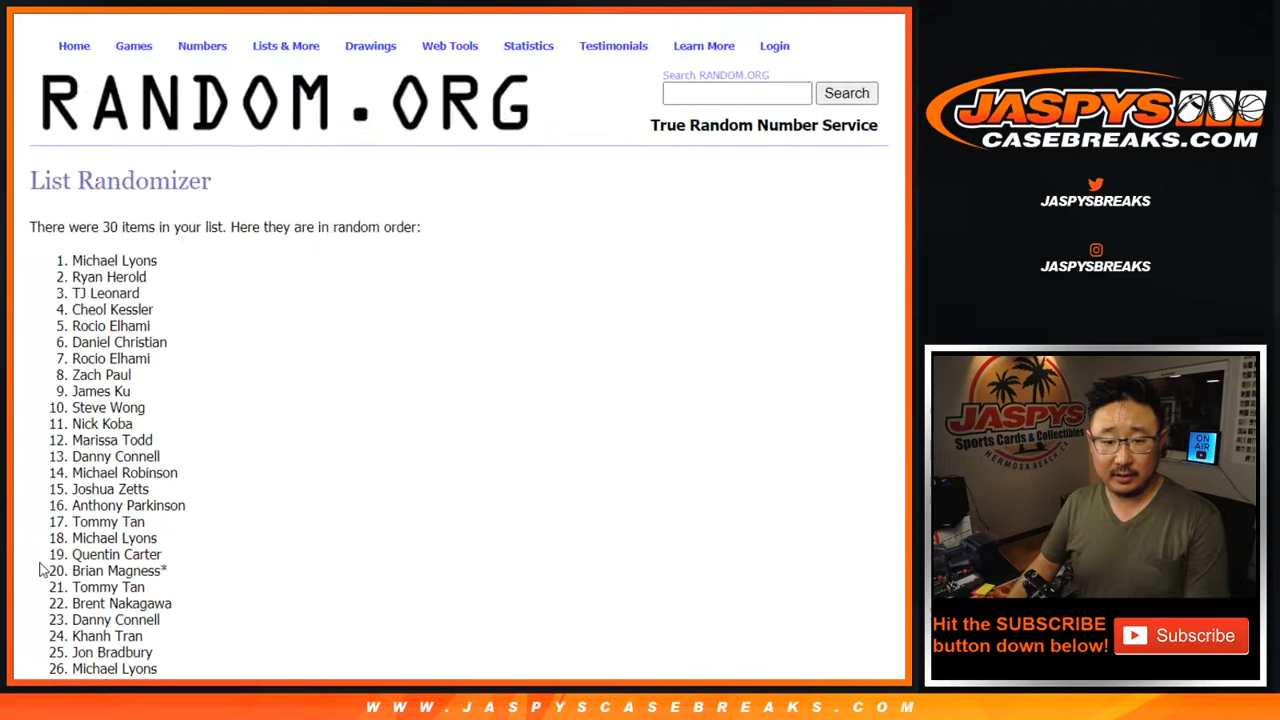 Home Games Numbers Lists & More Drawings Web Tools Statistics Testimonials Learn More Login
RANDOM.ORG
Search RANDOM.ORG
Search
True Random Number Service
List Randomizer
There were 30 items in your list. Here they are in random order:
1. Michael Lyons
2. Ryan Herold
3. TJ Leonard
4. Cheol Kessler
5. Rocio Elhami
6. Daniel Christian
7. Rocio Elhami
8. Zach Paul
9. James Ku
10. Steve Wong
11. Nick Koba
12. Marissa Todd
13. Danny Connell
14. Michael Robinson
15. Joshua Zetts
16. Anthony Parkinson
17. Tommy Tan
18. Michael Lyons
19. Quentin Carter
20. Brian Magness*
21. Tommy Tan
22. Brent Nakagawa
23. Danny Connell
24. Khanh Tran
25. Jon Bradbury
26. Michael Lyons
JASPYS
CASEBREAKS.COM
JASPYSBREAKS
JASPYSBREAKS
JASPYS
Sports Cards & Collectibles
HERMOSA BEACH, CA
ON
AIR
Hit the SUBSCRIBE
button down below!
Subscribe
WWW.JASPYSCASEBREAKS.COM